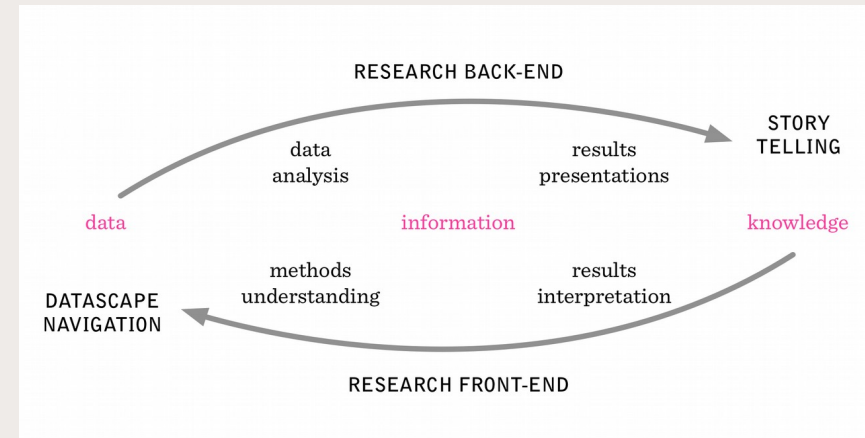 RESEARCH BACK-END
STORY
TELLING
data
analysis
results
presentations
data
information
knowledge
methods
understanding
results
interpretation
DATASCAPE
NAVIGATION
RESEARCH FRONT-END